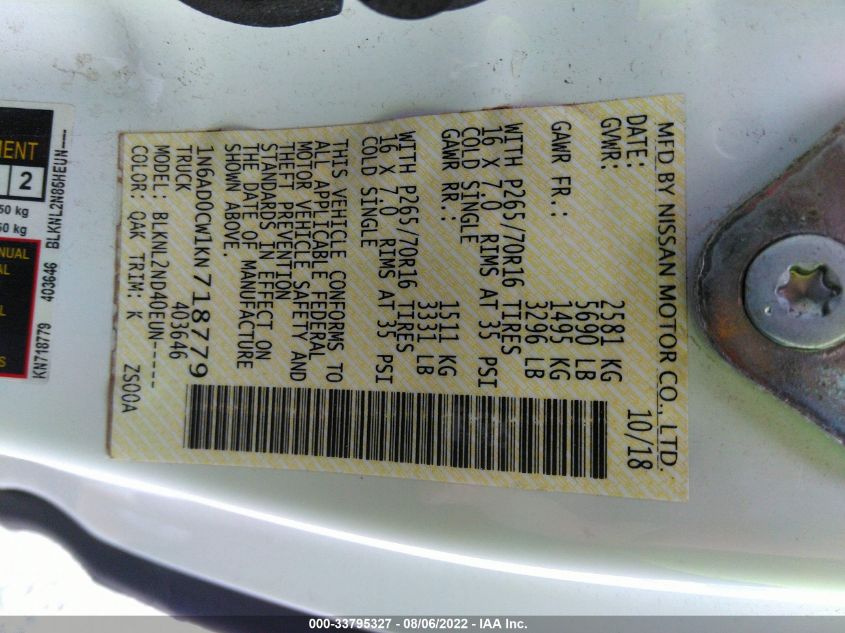 MFD BY NISSAN MOTOR CO., LTD.
DATE: 10/18
GVWR: 2581 KG
5690 LB
GAWR FR.: 1495 KG
3296 LB
WITH P265/70R16 TIRES
16 X 7.0 RIMS AT 35 PSI
COLD SINGLE
GAWR RR.: 1511 KG
3331 LB
WITH P265/70R16 TIRES
16 X 7.0 RIMS AT 35 PSI
COLD SINGLE
THIS VEHICLE CONFORMS TO
ALL APPLICABLE FEDERAL
MOTOR VEHICLE SAFETY AND
THEFT PREVENTION
STANDARDS IN EFFECT ON
THE DATE OF MANUFACTURE
SHOWN ABOVE.
1N6AD0CW1KN718779
TRUCK 403646
MODEL: BLKNL2ND40EUN-----
COLOR: QAK TRIM: K ZS00A
KN718779 403646 BLKNL2N86HEUN----
MENT
2
50 kg
50 kg
NUAL
AL
S
000-33795327 - 08/06/2022 - IAA Inc.